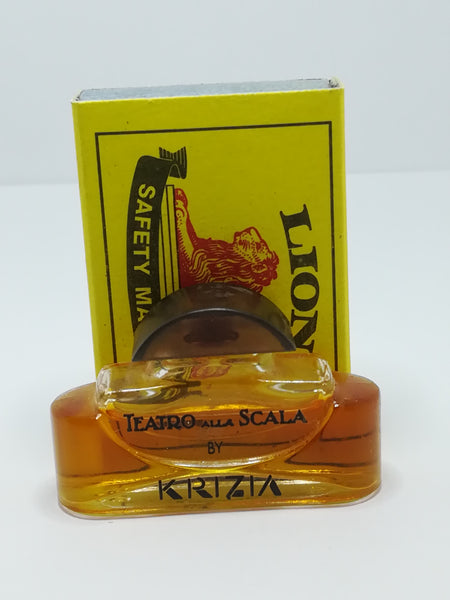 LION
SAFETY MA
TEATRO ALLA SCALA
BY
KRIZIA